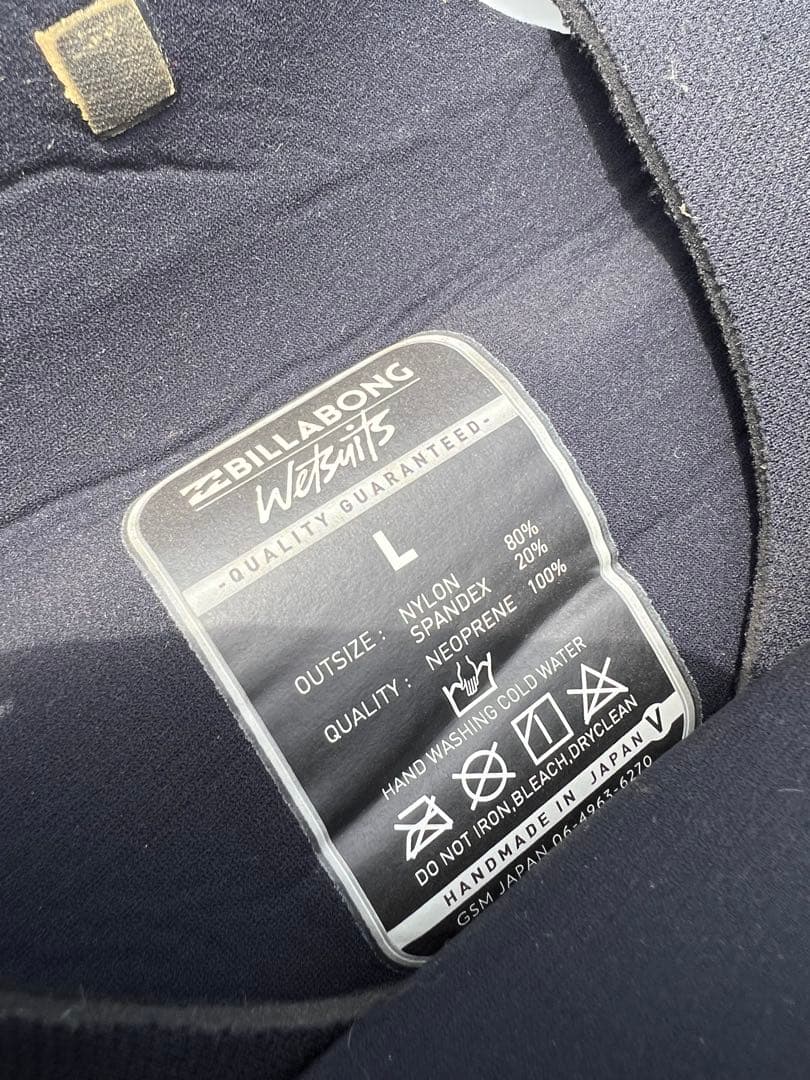 BILLABONG
Wetsuits
-QUALITY GUARANTEED-
L
OUTSIZE : NYLON 80%
SPANDEX 20%
QUALITY : NEOPRENE 100%
HAND WASHING COLD WATER
DO NOT IRON,BLEACH,DRYCLEAN
HANDMADE IN JAPAN V
GSM JAPAN 06-4963-6270